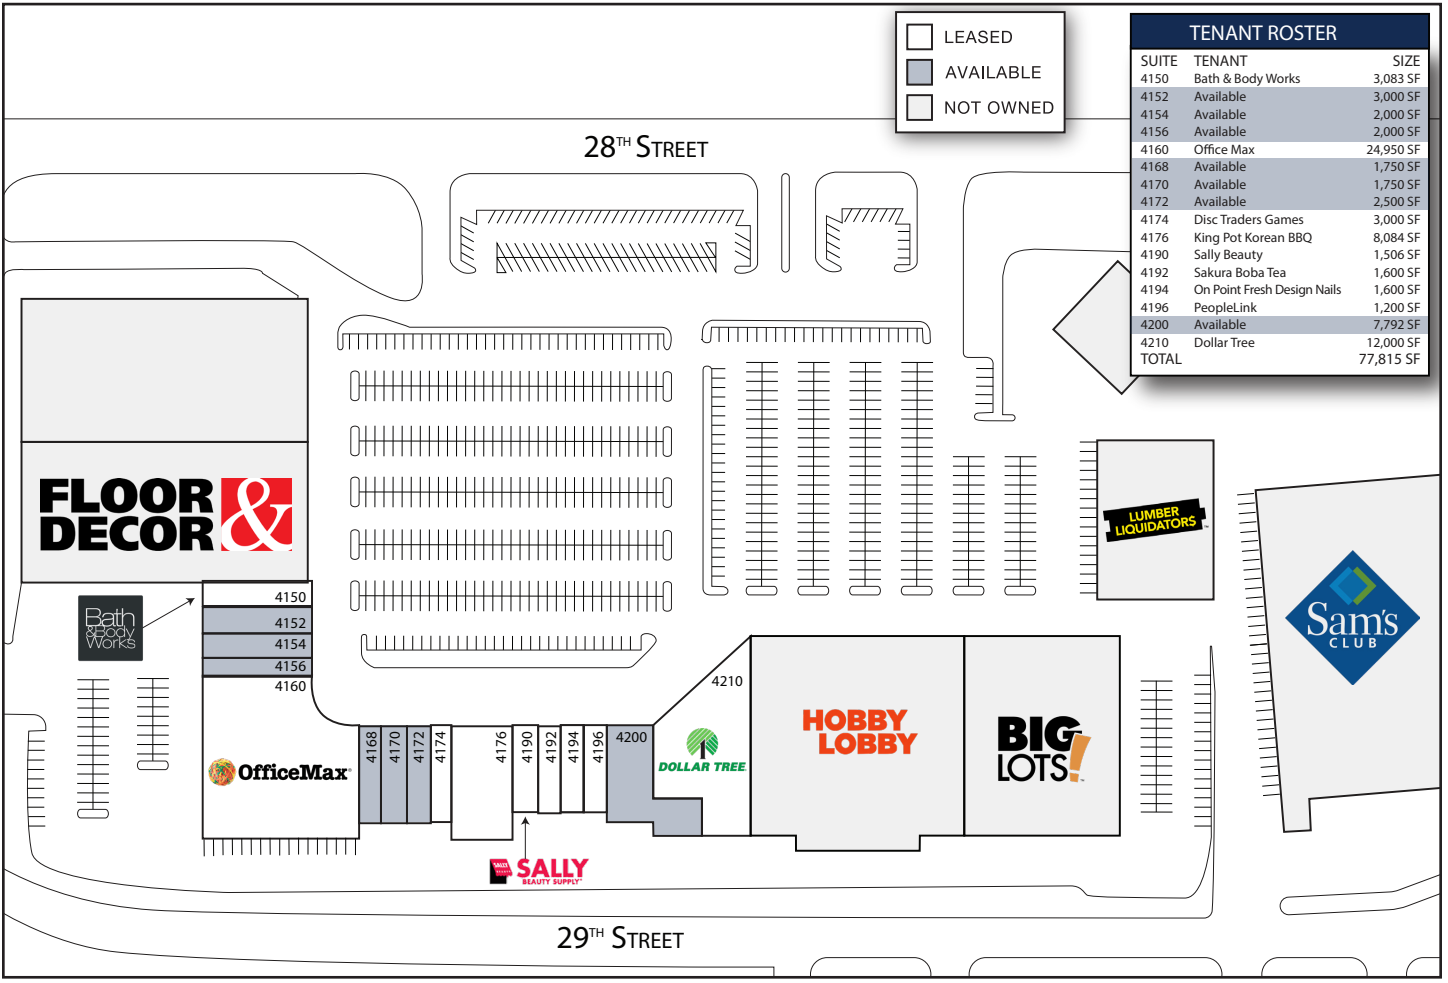 LEASED
AVAILABLE
NOT OWNED
TENANT ROSTER
SUITE TENANT SIZE
4150 Bath & Body Works 3,083 SF
4152 Available 3,000 SF
4154 Available 2,000 SF
4156 Available 2,000 SF
4160 Office Max 24,950 SF
4168 Available 1,750 SF
4170 Available 1,750 SF
4172 Available 2,500 SF
4174 Disc Traders Games 3,000 SF
4176 King Pot Korean BBQ 8,084 SF
4190 Sally Beauty 1,506 SF
4192 Sakura Boba Tea 1,600 SF
4194 On Point Fresh Design Nails 1,600 SF
4196 PeopleLink 1,200 SF
4200 Available 7,792 SF
4210 Dollar Tree 12,000 SF
TOTAL 77,815 SF
28TH STREET
FLOOR &
DECOR
LUMBER
LIQUIDATORS
Sam's
CLUB
Bath
& Body
Works
4150
4152
4154
4156
4160
OfficeMax
4168
4170
4172
4174
4176
4190
4192
4194
4196
4200
4210
DOLLAR TREE
HOBBY
LOBBY
BIG
LOTS!
SALLY
SALLY
BEAUTY SUPPLY
29TH STREET